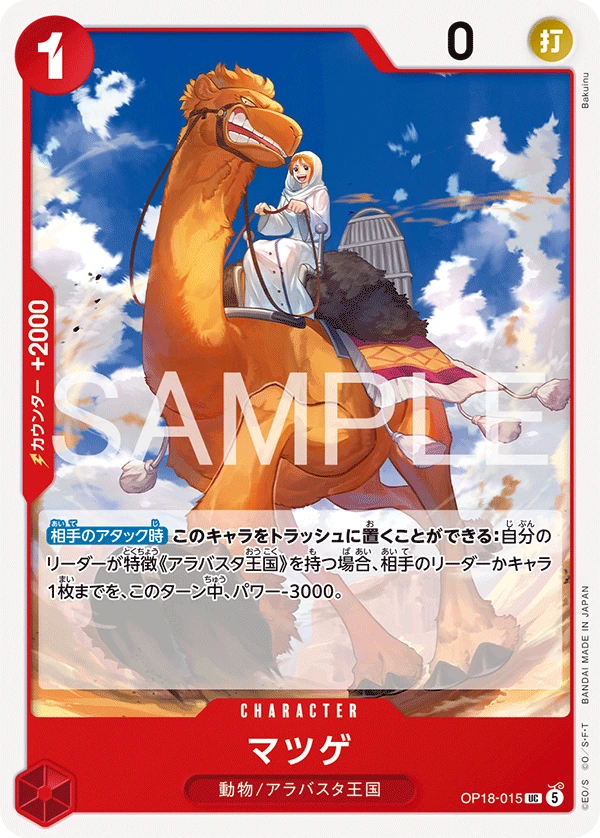 1
0
打
Bakuinu
カウンター +2000
SAMPLE
相手のアタック時 このキャラをトラッシュに置くことができる：自分の
リーダーが特徴《アラバスタ王国》を持つ場合、相手のリーダーかキャラ
1枚までを、このターン中、パワー-3000。
CHARACTER
マツゲ
動物/アラバスタ王国
OP18-015 UC 5
©EO/S ©O/S・F・T BANDAI MADE IN JAPAN